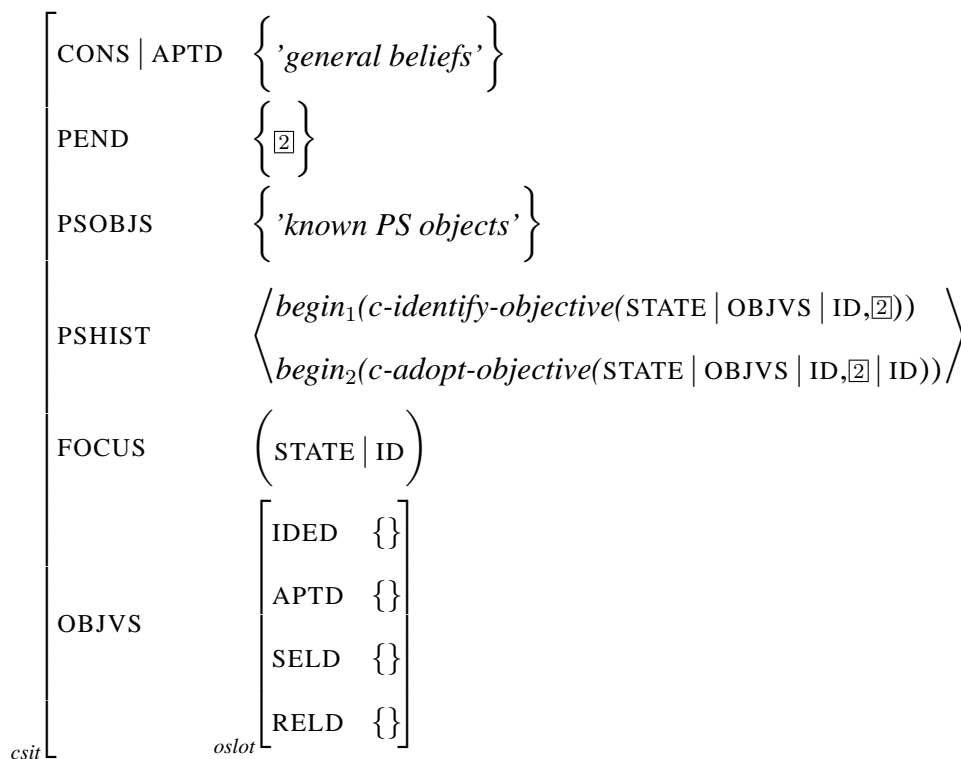 CONS | APTD { 'general beliefs' }
PEND { 2 }
PSOBJS { 'known PS objects' }
begin1(c-identify-objective(STATE | OBJVS | ID,2))
PSHIST
begin2(c-adopt-objective(STATE | OBJVS | ID,2 | ID))
FOCUS ( STATE | ID )
IDED {}
APTD {}
OBJVS
SELD {}
RELD {}
csit oslot